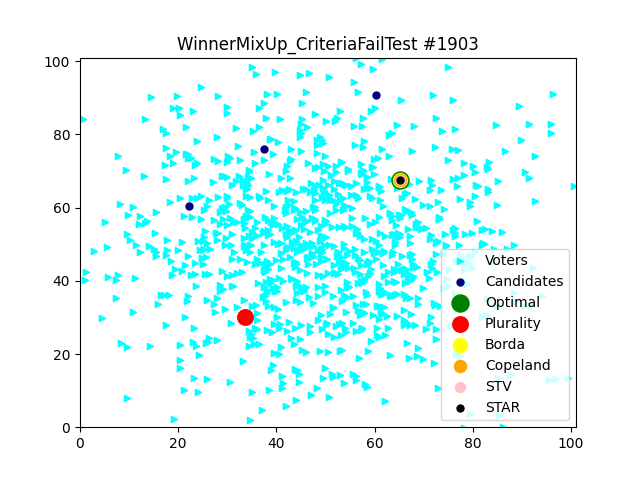 WinnerMixUp_CriteriaFailTest #1903
100
80
60
40
20
0
0
20
40
60
80
100
Voters
Candidates
Optimal
Plurality
Borda
Copeland
STV
STAR